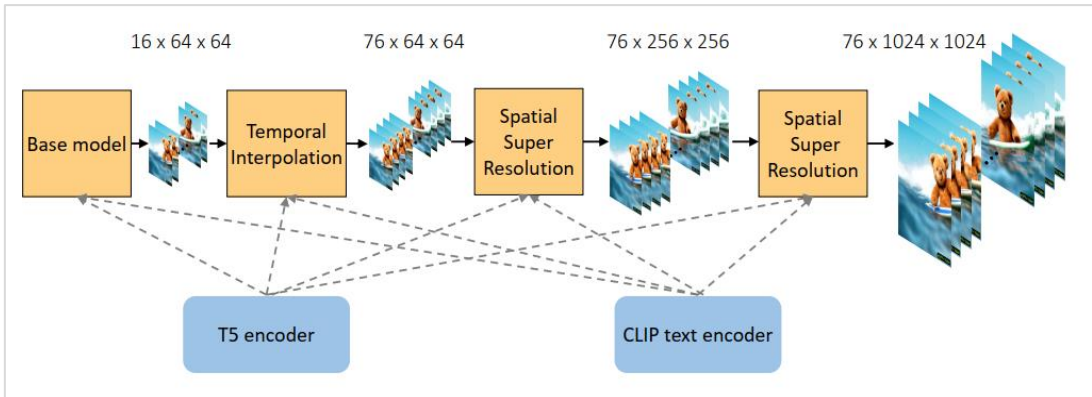 16 x 64 x 64
76 x 64 x 64
76 x 256 x 256
76 x 1024 x 1024
Base model
Temporal
Interpolation
Spatial
Super
Resolution
Spatial
Super
Resolution
T5 encoder
CLIP text encoder